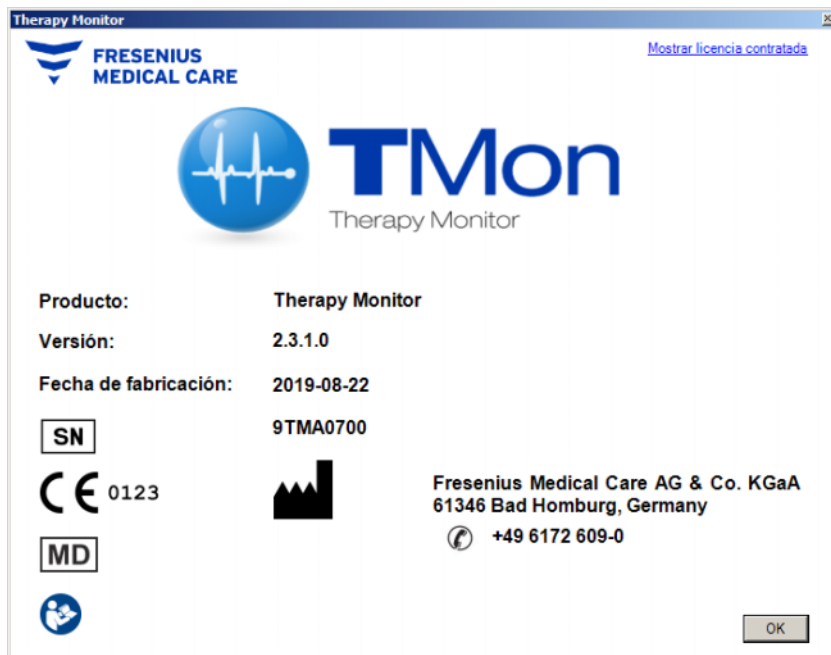 Therapy Monitor
FRESENIUS
MEDICAL CARE
Mostrar licencia contratada
TMon
Therapy Monitor
Producto: Therapy Monitor
Versión: 2.3.1.0
Fecha de fabricación: 2019-08-22
SN 9TMA0700
CE 0123
Fresenius Medical Care AG & Co. KGaA
61346 Bad Homburg, Germany
+49 6172 609-0
MD
OK